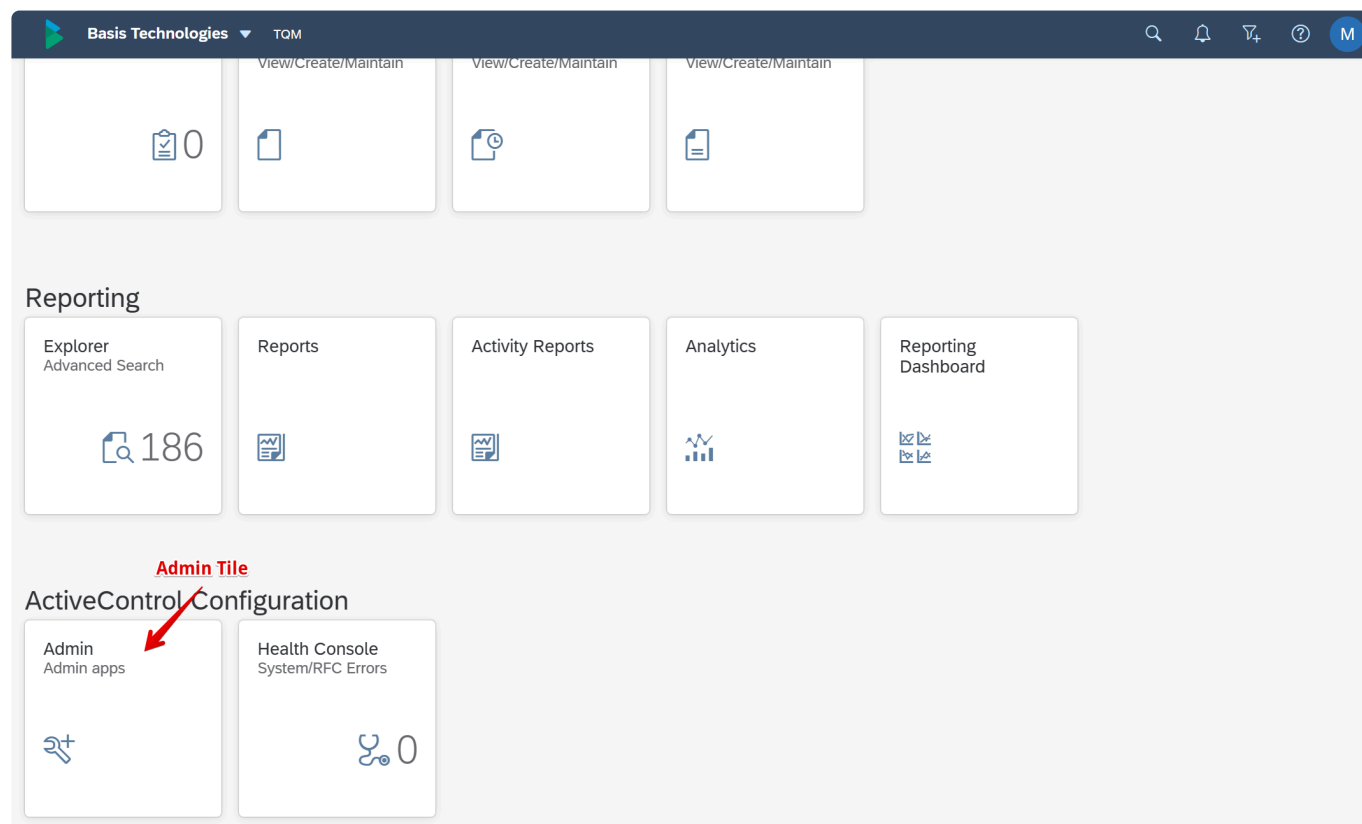 Basis Technologies
TQM
M
View/Create/Maintain
View/Create/Maintain
View/Create/Maintain
0
Reporting
Explorer
Advanced Search
186
Reports
Activity Reports
Analytics
Reporting
Dashboard
Admin Tile
ActiveControl Configuration
Admin
Admin apps
Health Console
System/RFC Errors
0